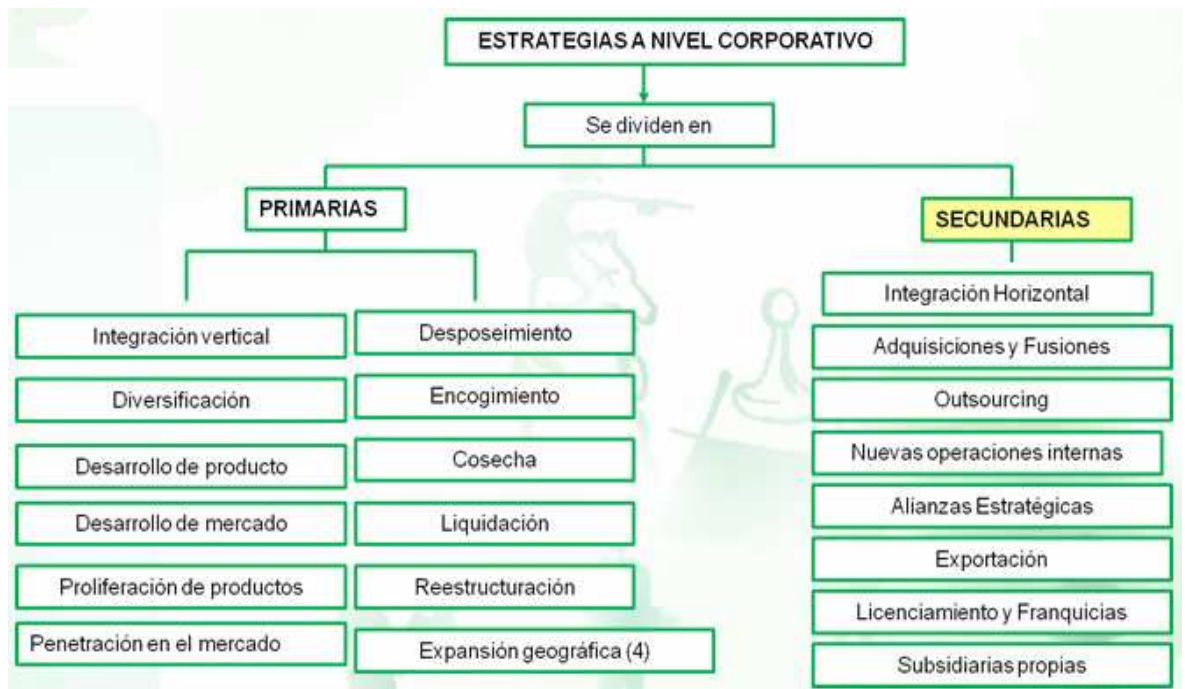 ESTRATEGIAS A NIVEL CORPORATIVO
Se dividen en
PRIMARIAS
Integración vertical
Diversificación
Desarrollo de producto
Desarrollo de mercado
Proliferación de productos
Penetración en el mercado
Desposeimiento
Encogimiento
Cosecha
Liquidación
Reestructuración
Expansión geográfica (4)
SECUNDARIAS
Integración Horizontal
Adquisiciones y Fusiones
Outsourcing
Nuevas operaciones internas
Alianzas Estratégicas
Exportación
Licenciamiento y Franquicias
Subsidiarias propias